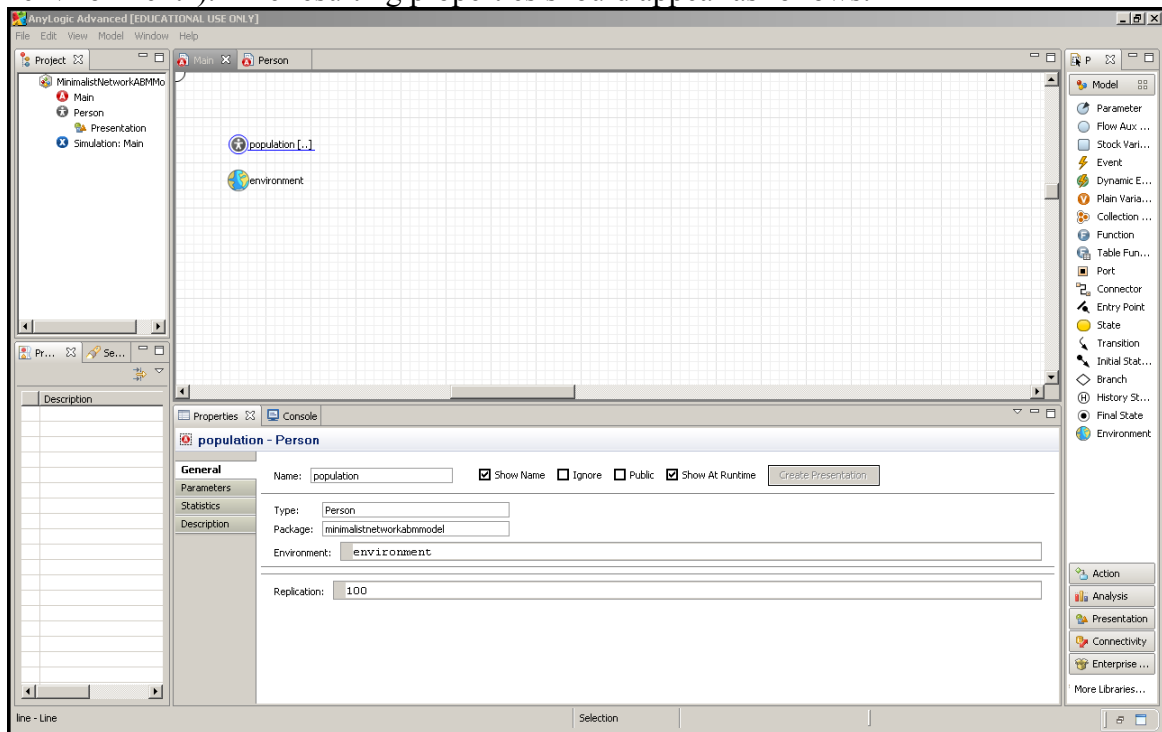 AnyLogic Advanced [EDUCATIONAL USE ONLY]
File Edit View Model Window Help
Project
MinimalistNetworkABMMo
Main
Person
Presentation
Simulation: Main
Pr... Se...
Description
Main Person
population [..]
environment
Properties Console
population - Person
General
Parameters
Statistics
Description
Name: population Show Name Ignore Public Show At Runtime Create Presentation
Type: Person
Package: minimalistnetworkabmmodel
Environment: environment
Replication: 100
P
Model
Parameter
Flow Aux ...
Stock Vari...
Event
Dynamic E...
Plain Varia...
Collection ...
Function
Table Fun...
Port
Connector
Entry Point
State
Transition
Initial Stat...
Branch
History St...
Final State
Environment
Action
Analysis
Presentation
Connectivity
Enterprise ...
More Libraries...
line - Line Selection